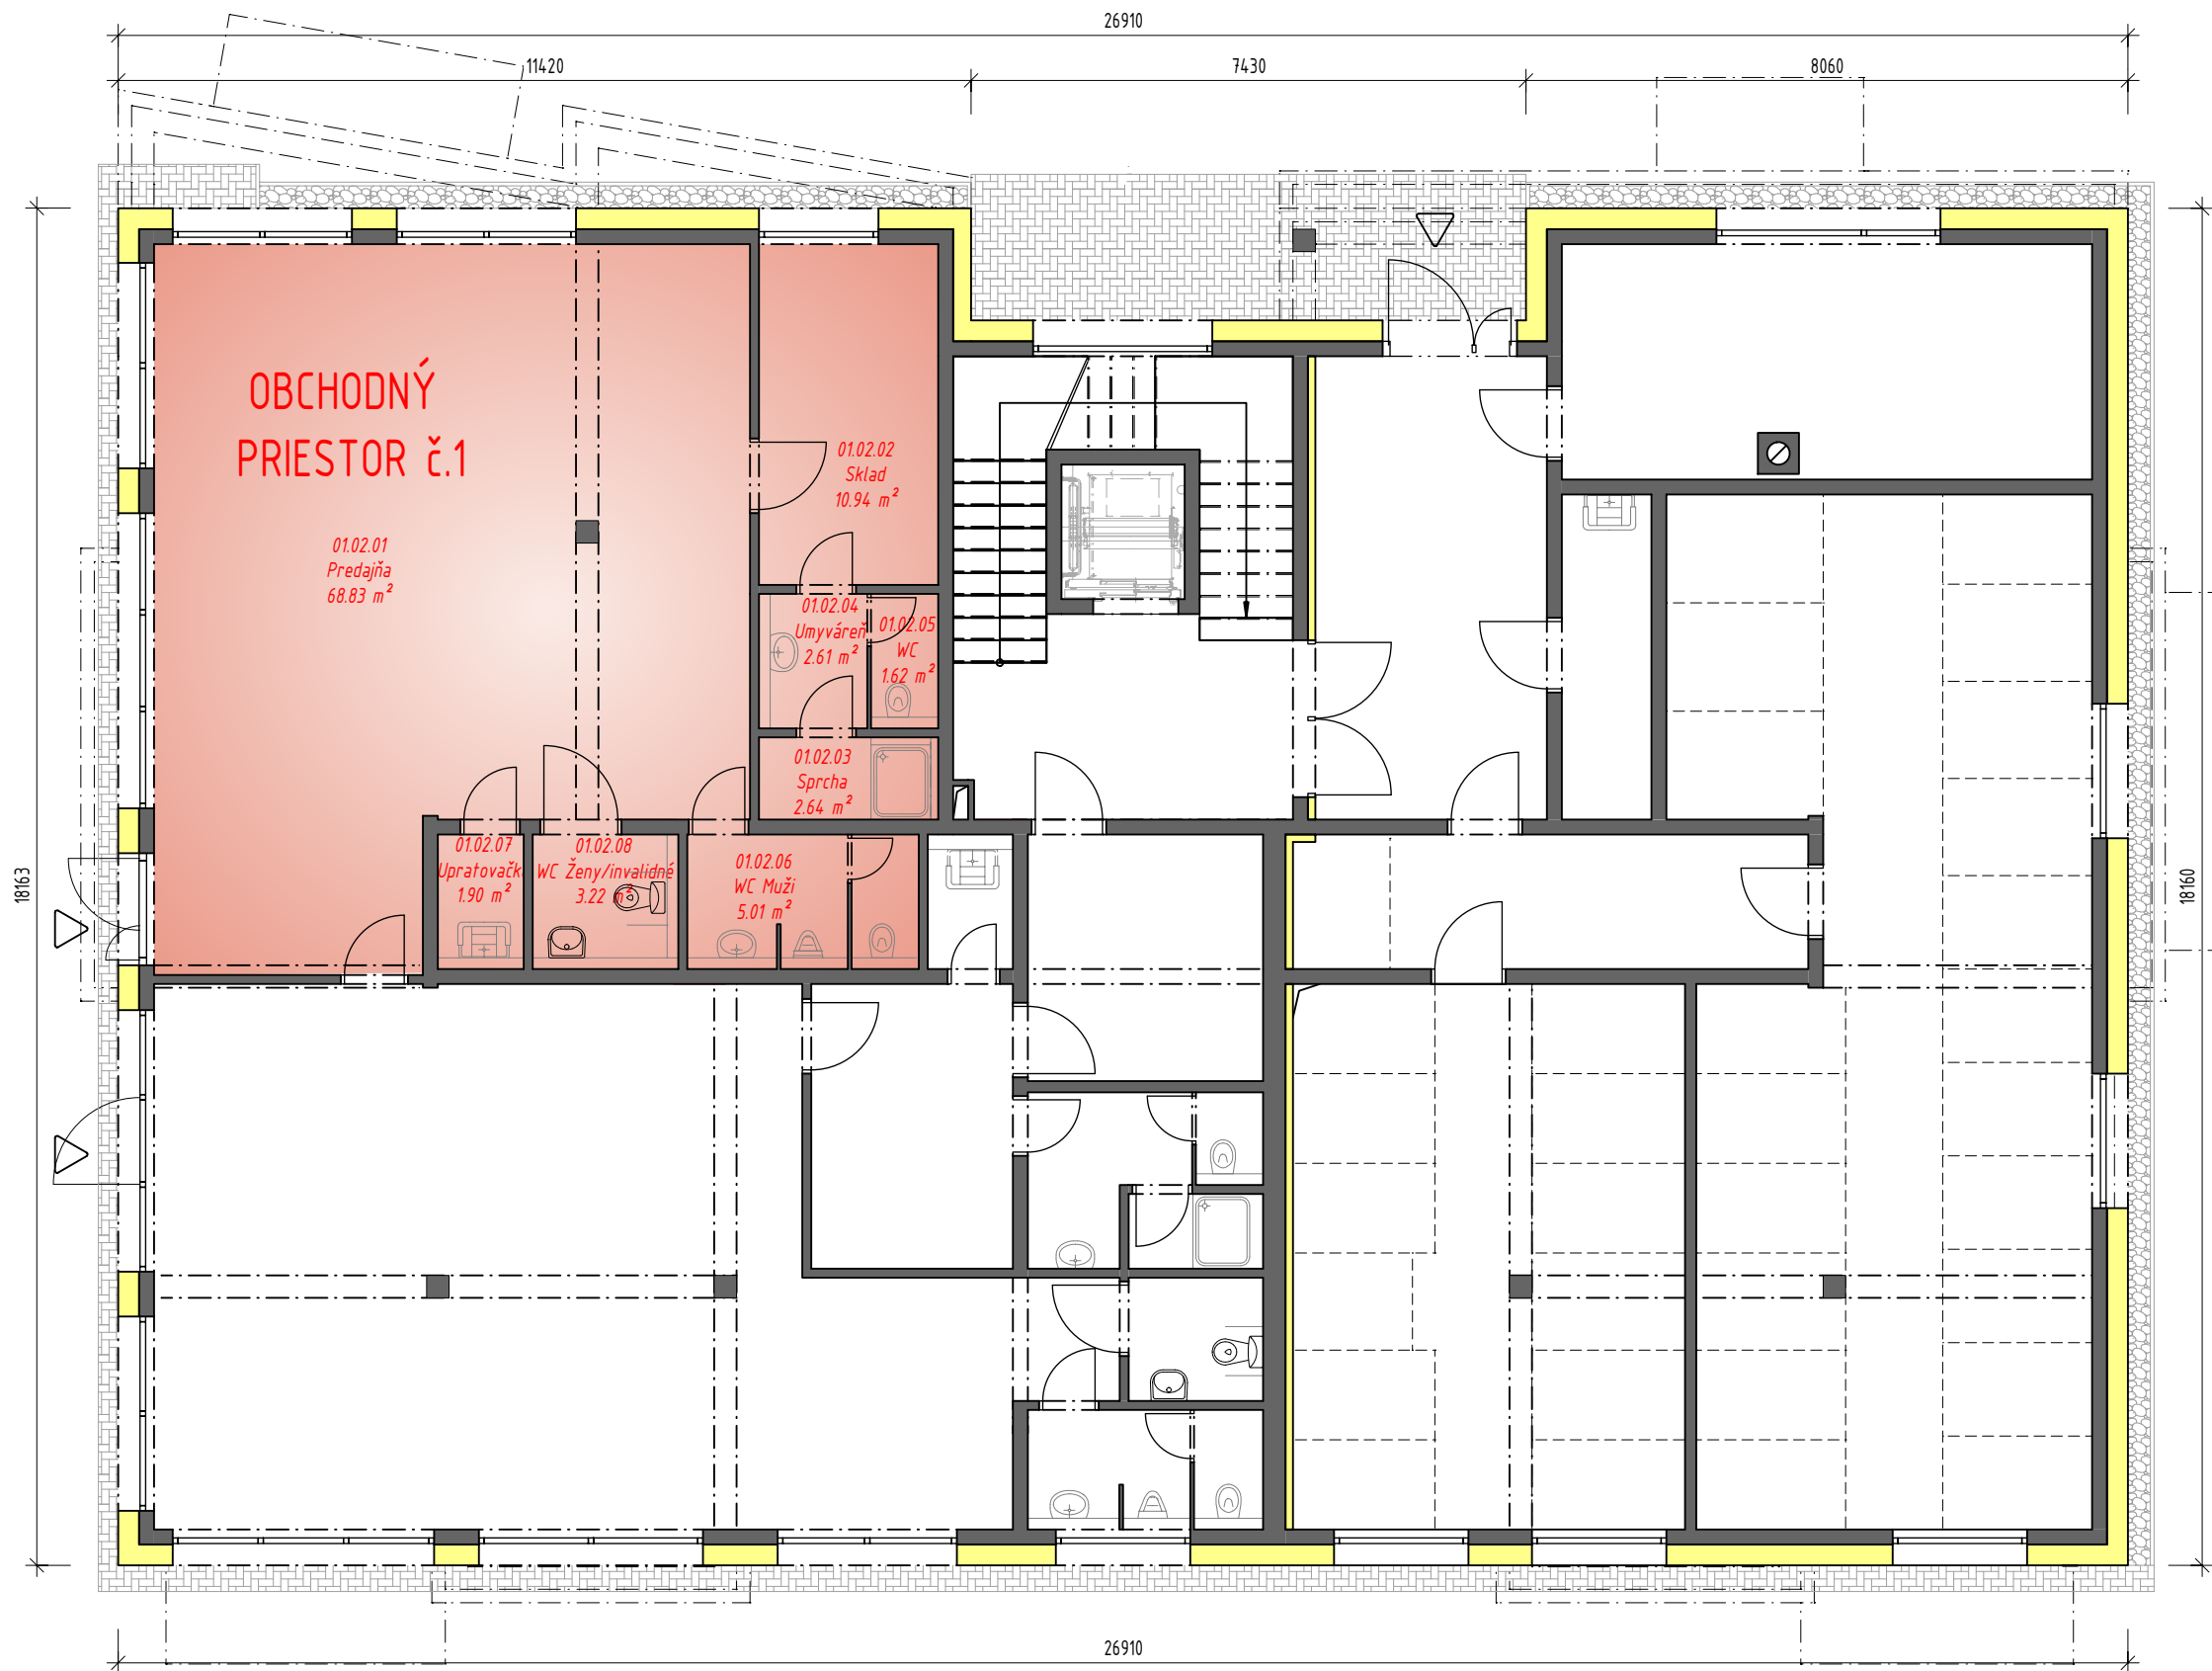 26910
11420
7430
8060
OBCHODNÝ
PRIESTOR č.1
01.02.01
Predajňa
68.83 m²
01.02.02
Sklad
10.94 m²
01.02.04
Umyváreň
2.61 m²
01.02.05
WC
1.62 m²
01.02.03
Sprcha
2.64 m²
01.02.07
Upratovačk
1.90 m²
01.02.08
WC Ženy/invalidné
3.22 m²
01.02.06
WC Muži
5.01 m²
18163
18160
26910